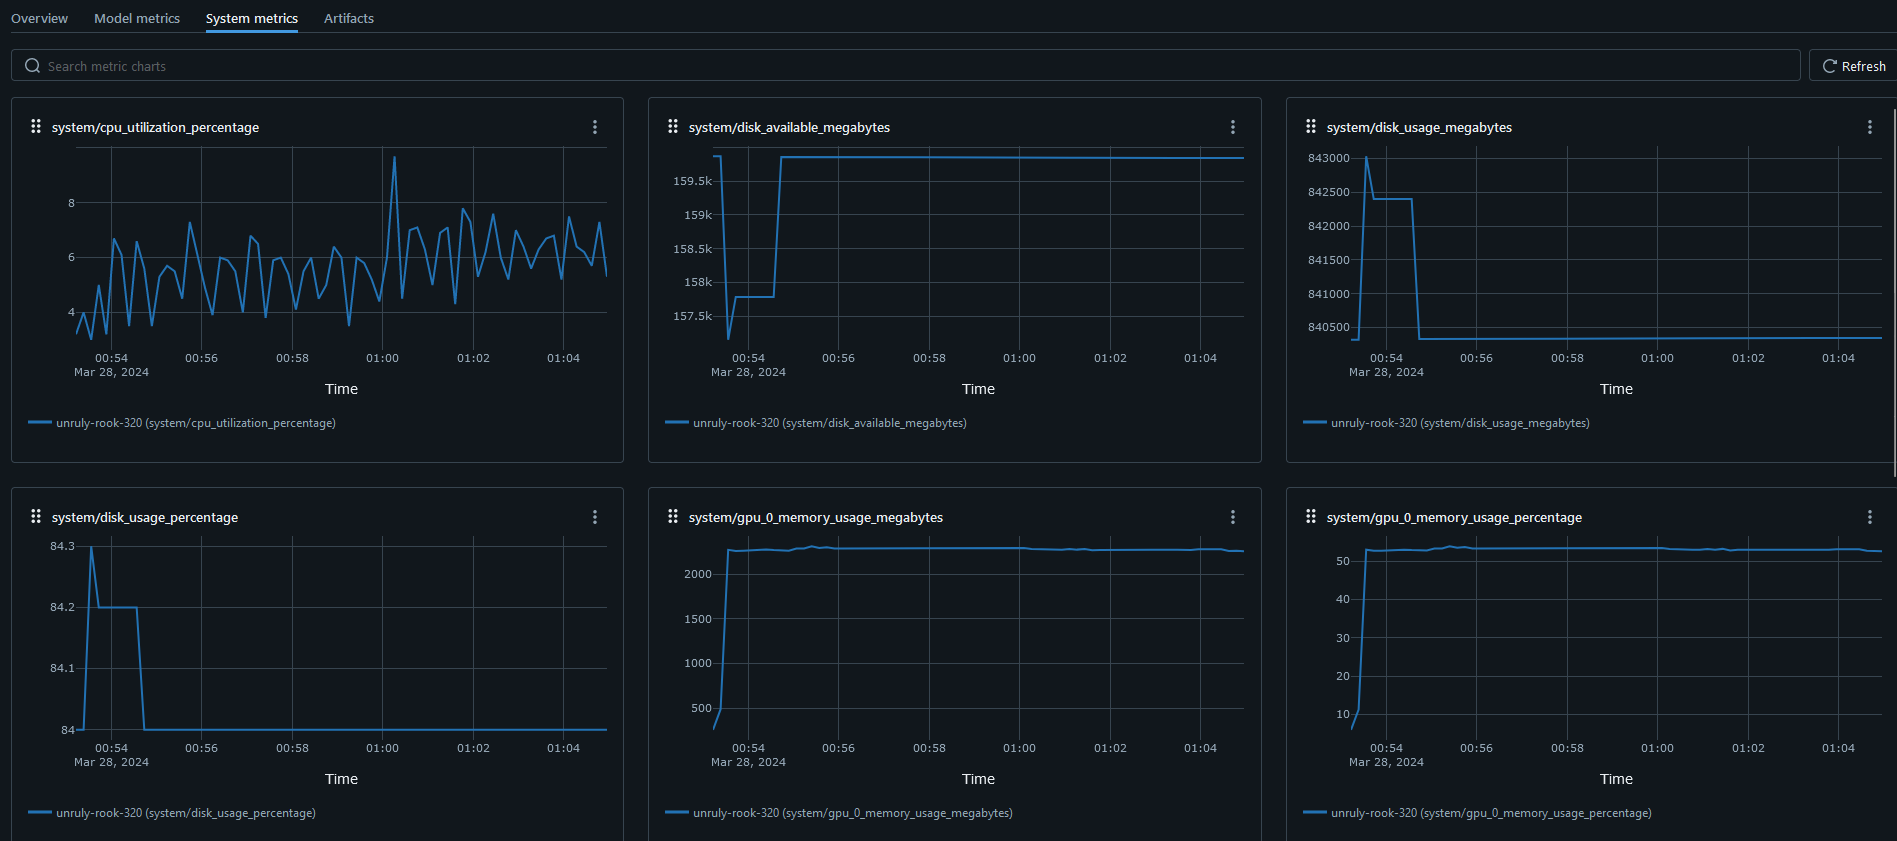 Overview Model metrics System metrics Artifacts
Search metric charts
Refresh
system/cpu_utilization_percentage
8
6
4
00:54 00:56 00:58 01:00 01:02 01:04
Mar 28, 2024
Time
unruly-rook-320 (system/cpu_utilization_percentage)
system/disk_available_megabytes
159.5k
159k
158.5k
158k
157.5k
00:54 00:56 00:58 01:00 01:02 01:04
Mar 28, 2024
Time
unruly-rook-320 (system/disk_available_megabytes)
system/disk_usage_megabytes
843000
842500
842000
841500
841000
840500
00:54 00:56 00:58 01:00 01:02 01:04
Mar 28, 2024
Time
unruly-rook-320 (system/disk_usage_megabytes)
system/disk_usage_percentage
84.3
84.2
84.1
84
00:54 00:56 00:58 01:00 01:02 01:04
Mar 28, 2024
Time
unruly-rook-320 (system/disk_usage_percentage)
system/gpu_0_memory_usage_megabytes
2000
1500
1000
500
00:54 00:56 00:58 01:00 01:02 01:04
Mar 28, 2024
Time
unruly-rook-320 (system/gpu_0_memory_usage_megabytes)
system/gpu_0_memory_usage_percentage
50
40
30
20
10
00:54 00:56 00:58 01:00 01:02 01:04
Mar 28, 2024
Time
unruly-rook-320 (system/gpu_0_memory_usage_percentage)